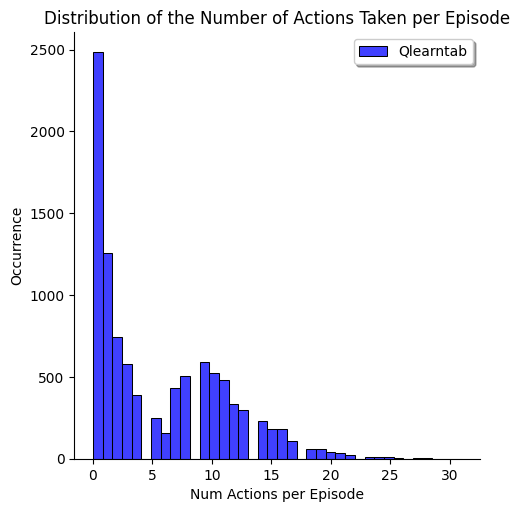 Distribution of the Number of Actions Taken per Episode
Qlearntab
Occurrence
2500
2000
1500
1000
500
0
0 5 10 15 20 25 30
Num Actions per Episode